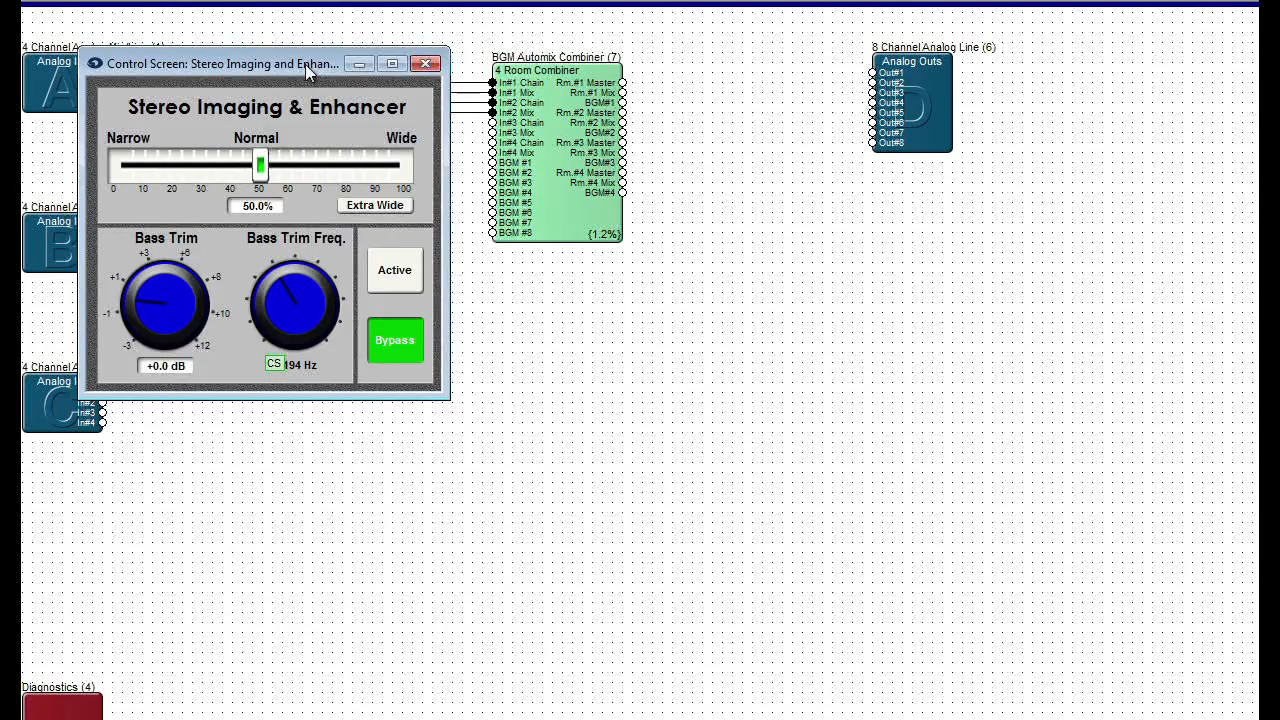 4 Channel A
Analog I
A
Control Screen: Stereo Imaging and Enhan...
Stereo Imaging & Enhancer
Narrow Normal Wide
0 10 20 30 40 50 60 70 80 90 100
50.0%
Extra Wide
Bass Trim
+3 +6
+1 +8
-1 +10
-3 +12
+0.0 dB
Bass Trim Freq.
CS 194 Hz
Active
Bypass
4 Channel A
Analog I
B
4 Channel A
Analog I
C
In#2
In#3
In#4
BGM Automix Combiner (7)
4 Room Combiner
In#1 Chain Rm.#1 Master
In#1 Mix Rm.#1 Mix
In#2 Chain BGM#1
In#2 Mix Rm.#2 Master
In#3 Chain Rm.#2 Mix
In#3 Mix BGM#2
In#4 Chain Rm.#3 Master
In#4 Mix Rm.#3 Mix
BGM #1 BGM#3
BGM #2 Rm.#4 Master
BGM #3 Rm.#4 Mix
BGM #4 BGM#4
BGM #5
BGM #6
BGM #7
BGM #8 {1.2%}
8 Channel Analog Line (6)
Analog Outs
D
Out#1
Out#2
Out#3
Out#4
Out#5
Out#6
Out#7
Out#8
Diagnostics (4)